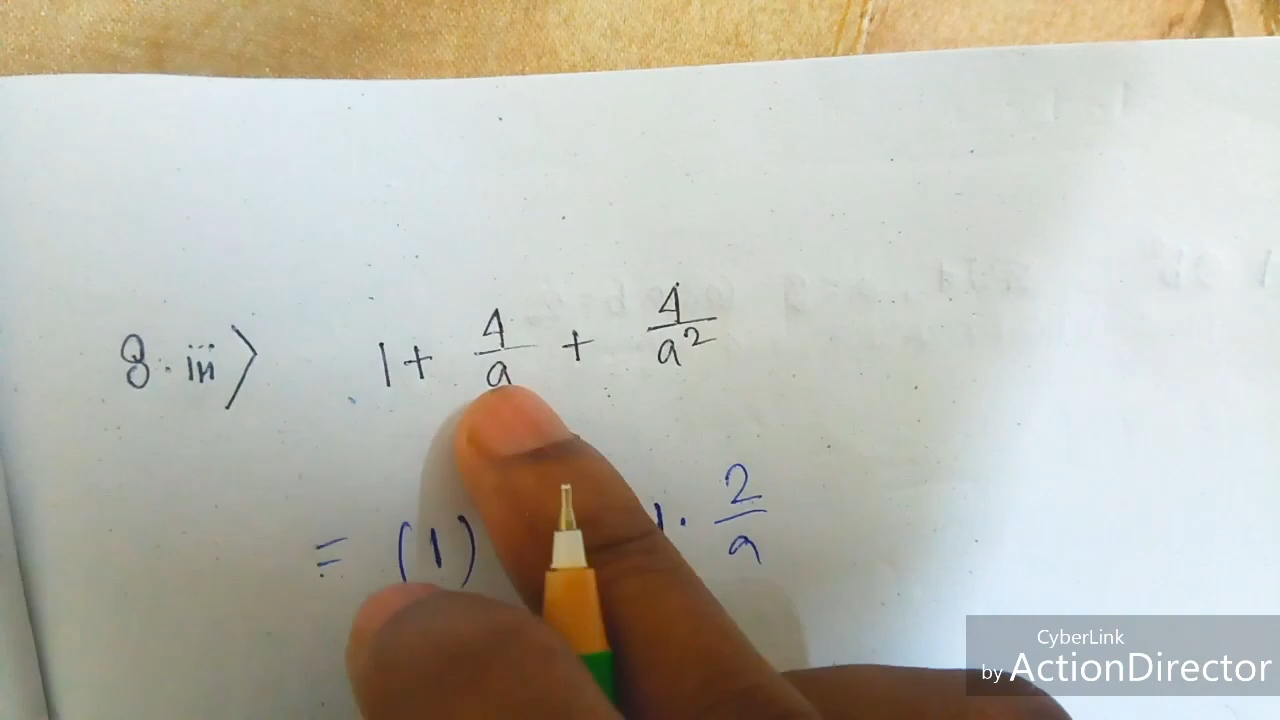 8. iii) 1 + 4/a + 4/a²
= (1) 1 . 2/a
CyberLink
by ActionDirector